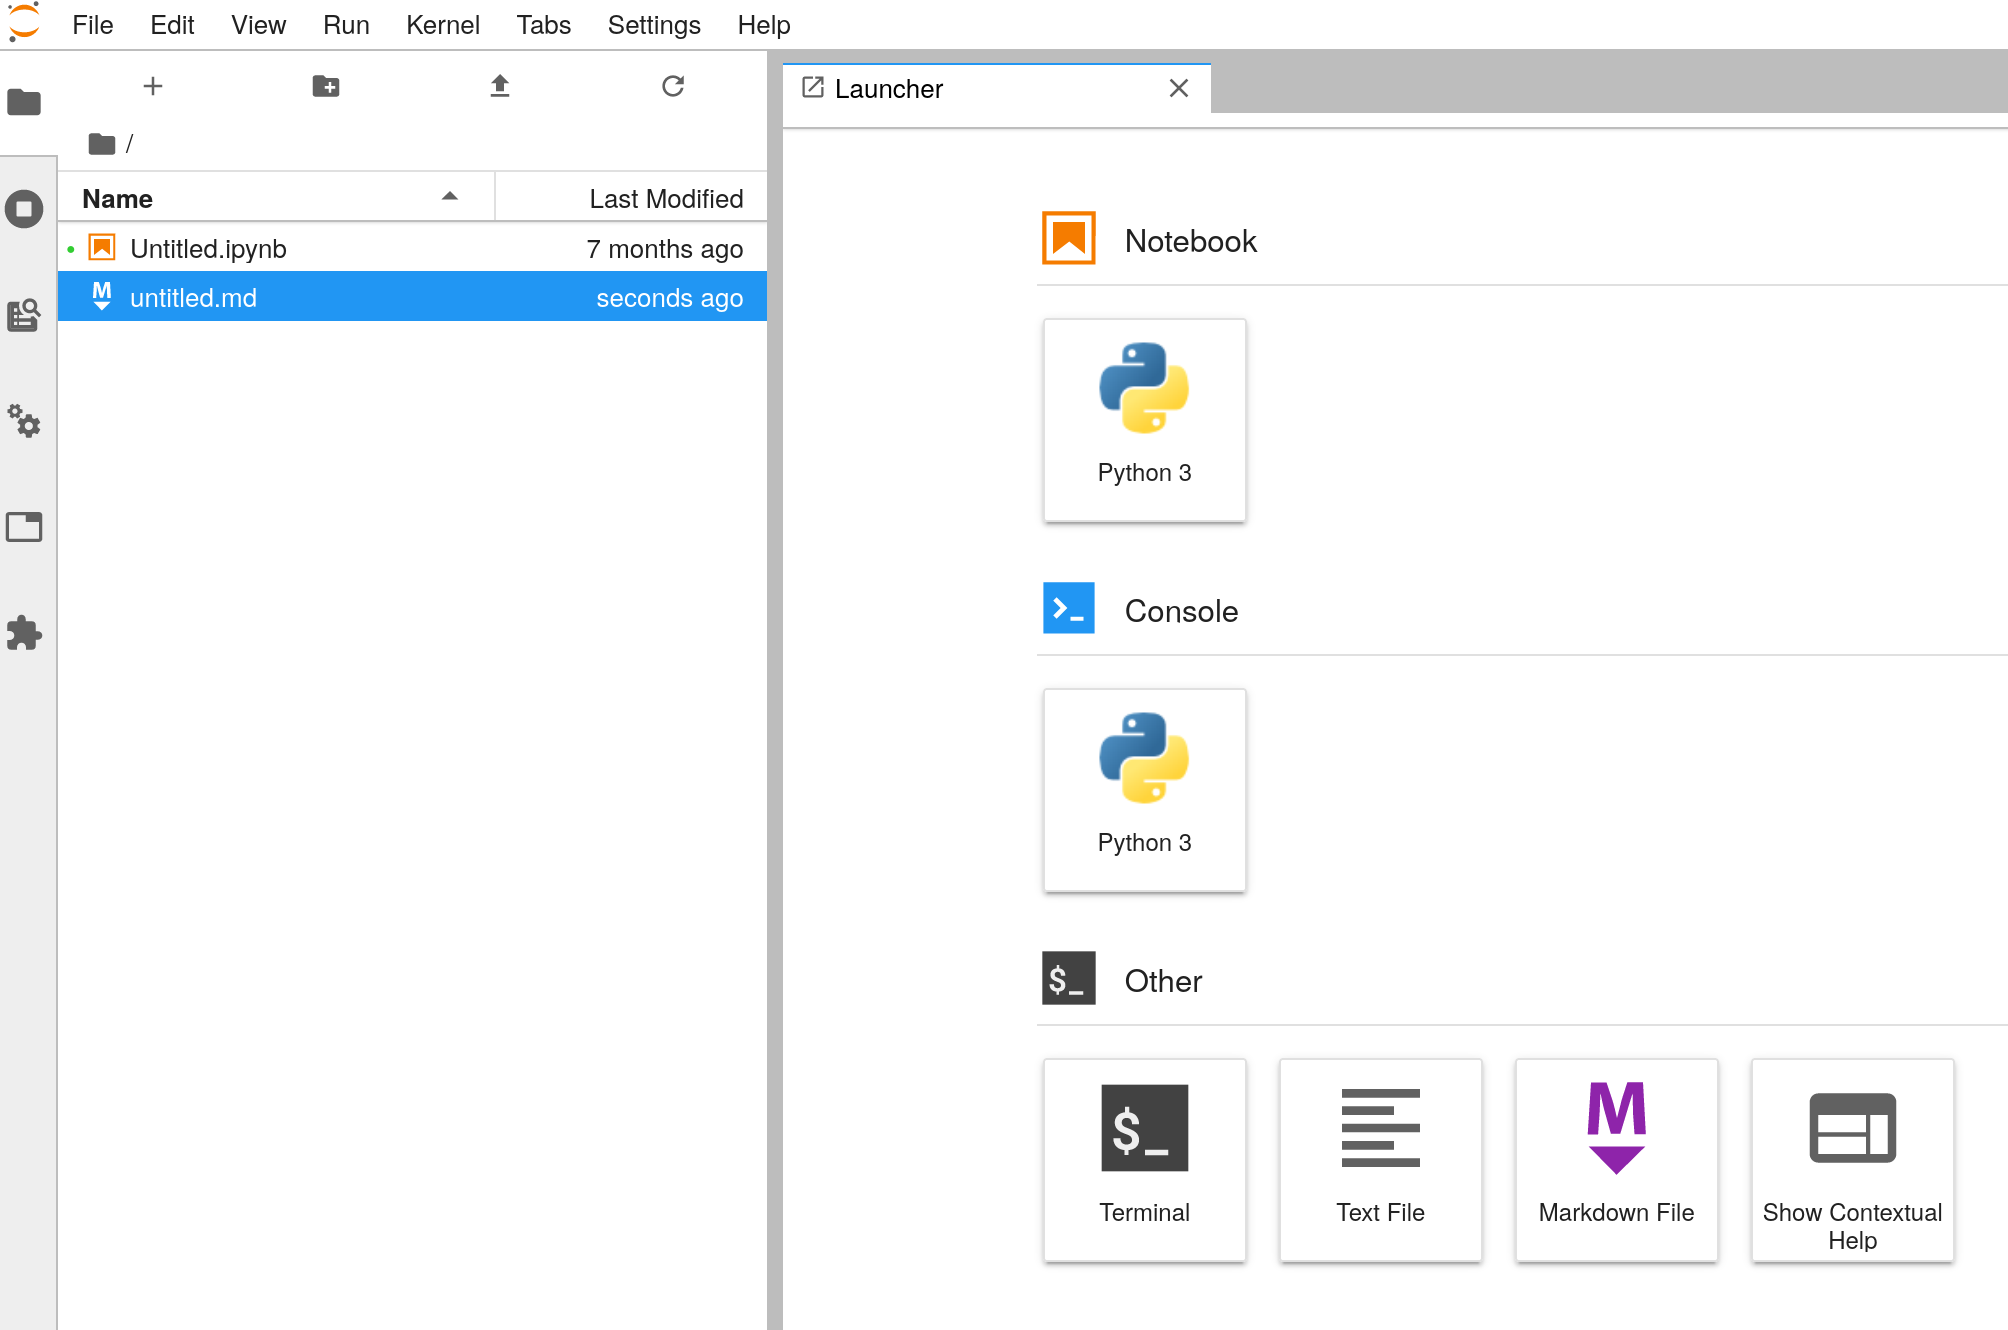 File Edit View Run Kernel Tabs Settings Help
Launcher
/
Name Last Modified
Untitled.ipynb 7 months ago
untitled.md seconds ago
Notebook
Python 3
Console
Python 3
$_ Other
$_
Terminal
Text File
M
Markdown File
Show Contextual
Help